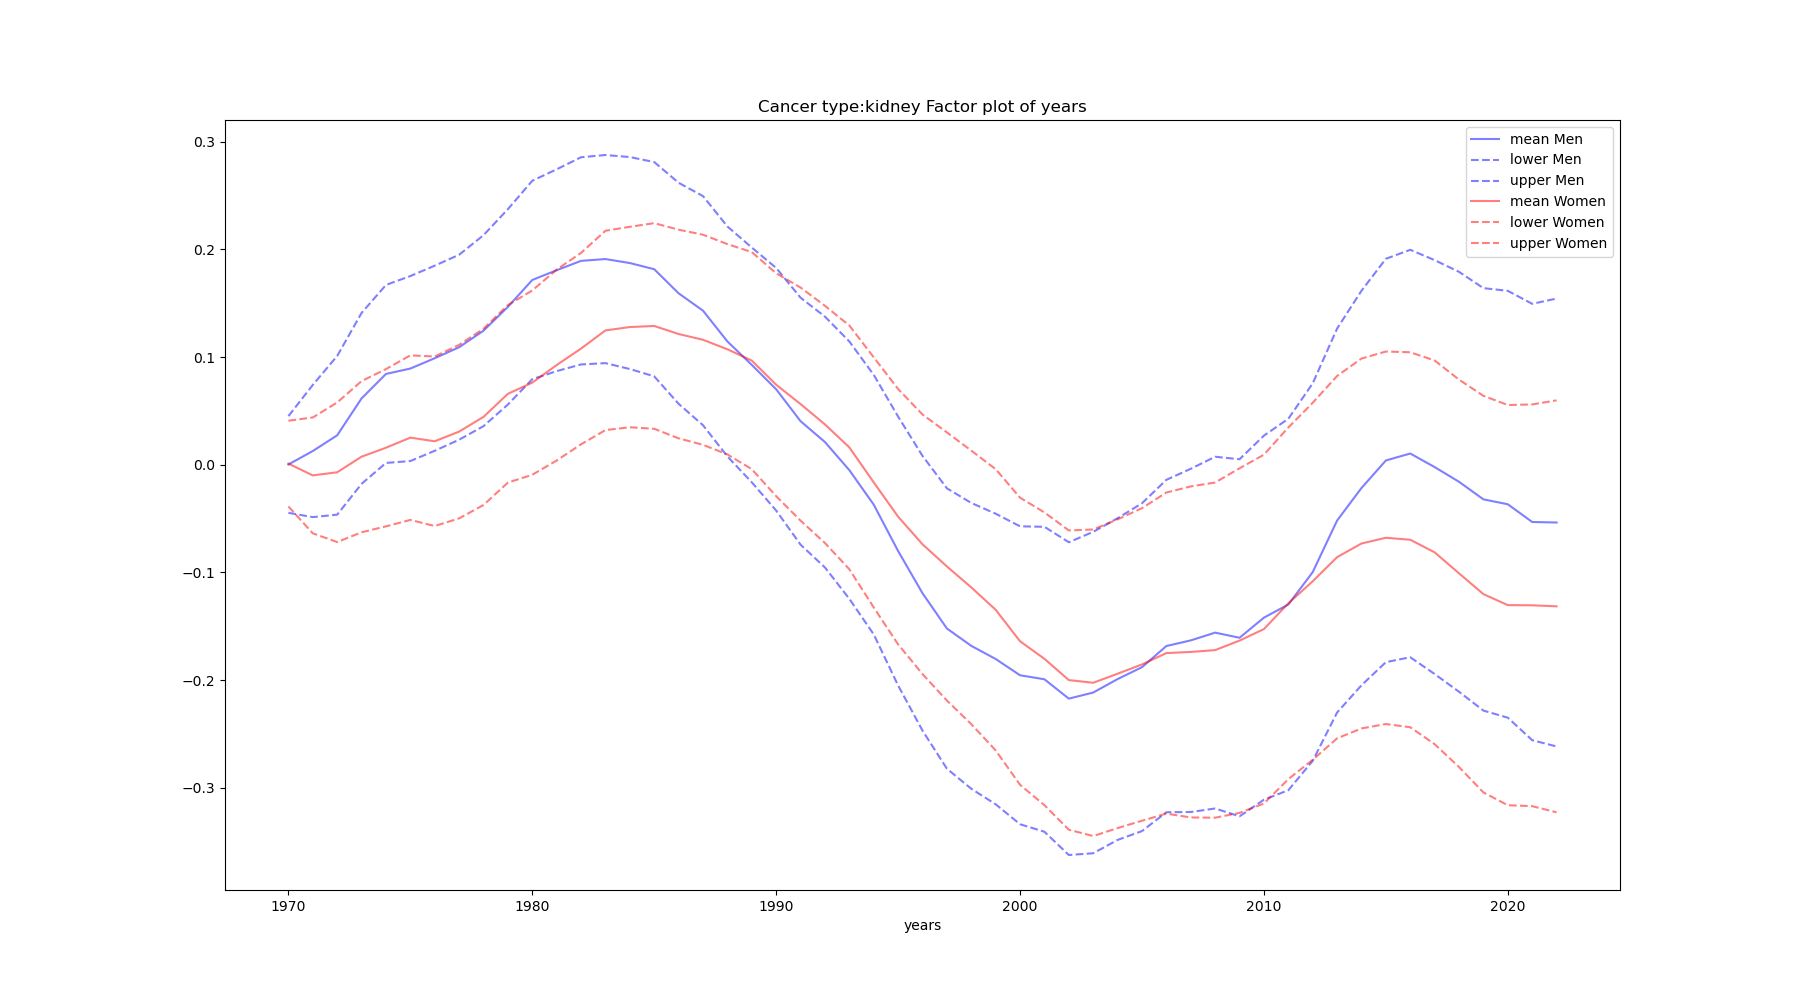 Cancer type:kidney Factor plot of years
mean Men
lower Men
upper Men
mean Women
lower Women
upper Women
0.3
0.2
0.1
0.0
−0.1
−0.2
−0.3
1970 1980 1990 2000 2010 2020
years